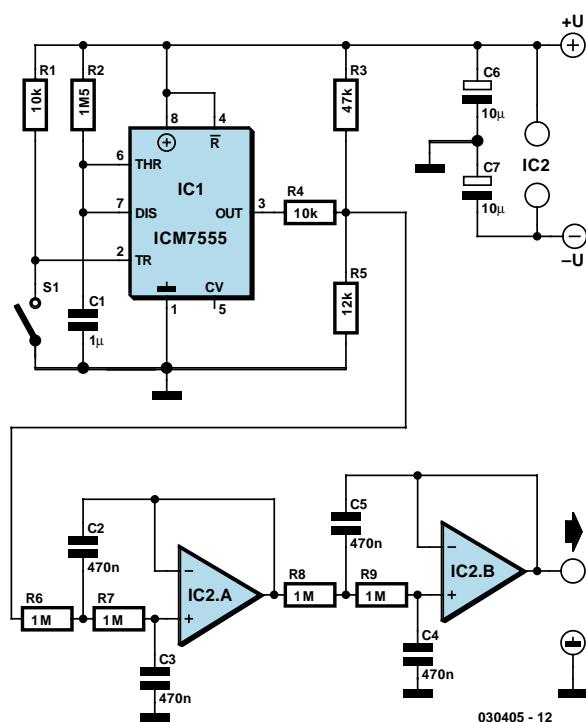 +U
R1
10k
R2
1M5
R3
47k
C6
10µ
8
4
R
6
THR
IC1
IC2
7
DIS
OUT
3
R4
10k
C7
10µ
ICM7555
2
TR
–U
S1
C1
1µ
CV
1
5
R5
12k
C2
470n
C5
470n
–
IC2.A
+
–
IC2.B
+
R6
1M
R7
1M
R8
1M
R9
1M
C3
470n
C4
470n
030405 - 12